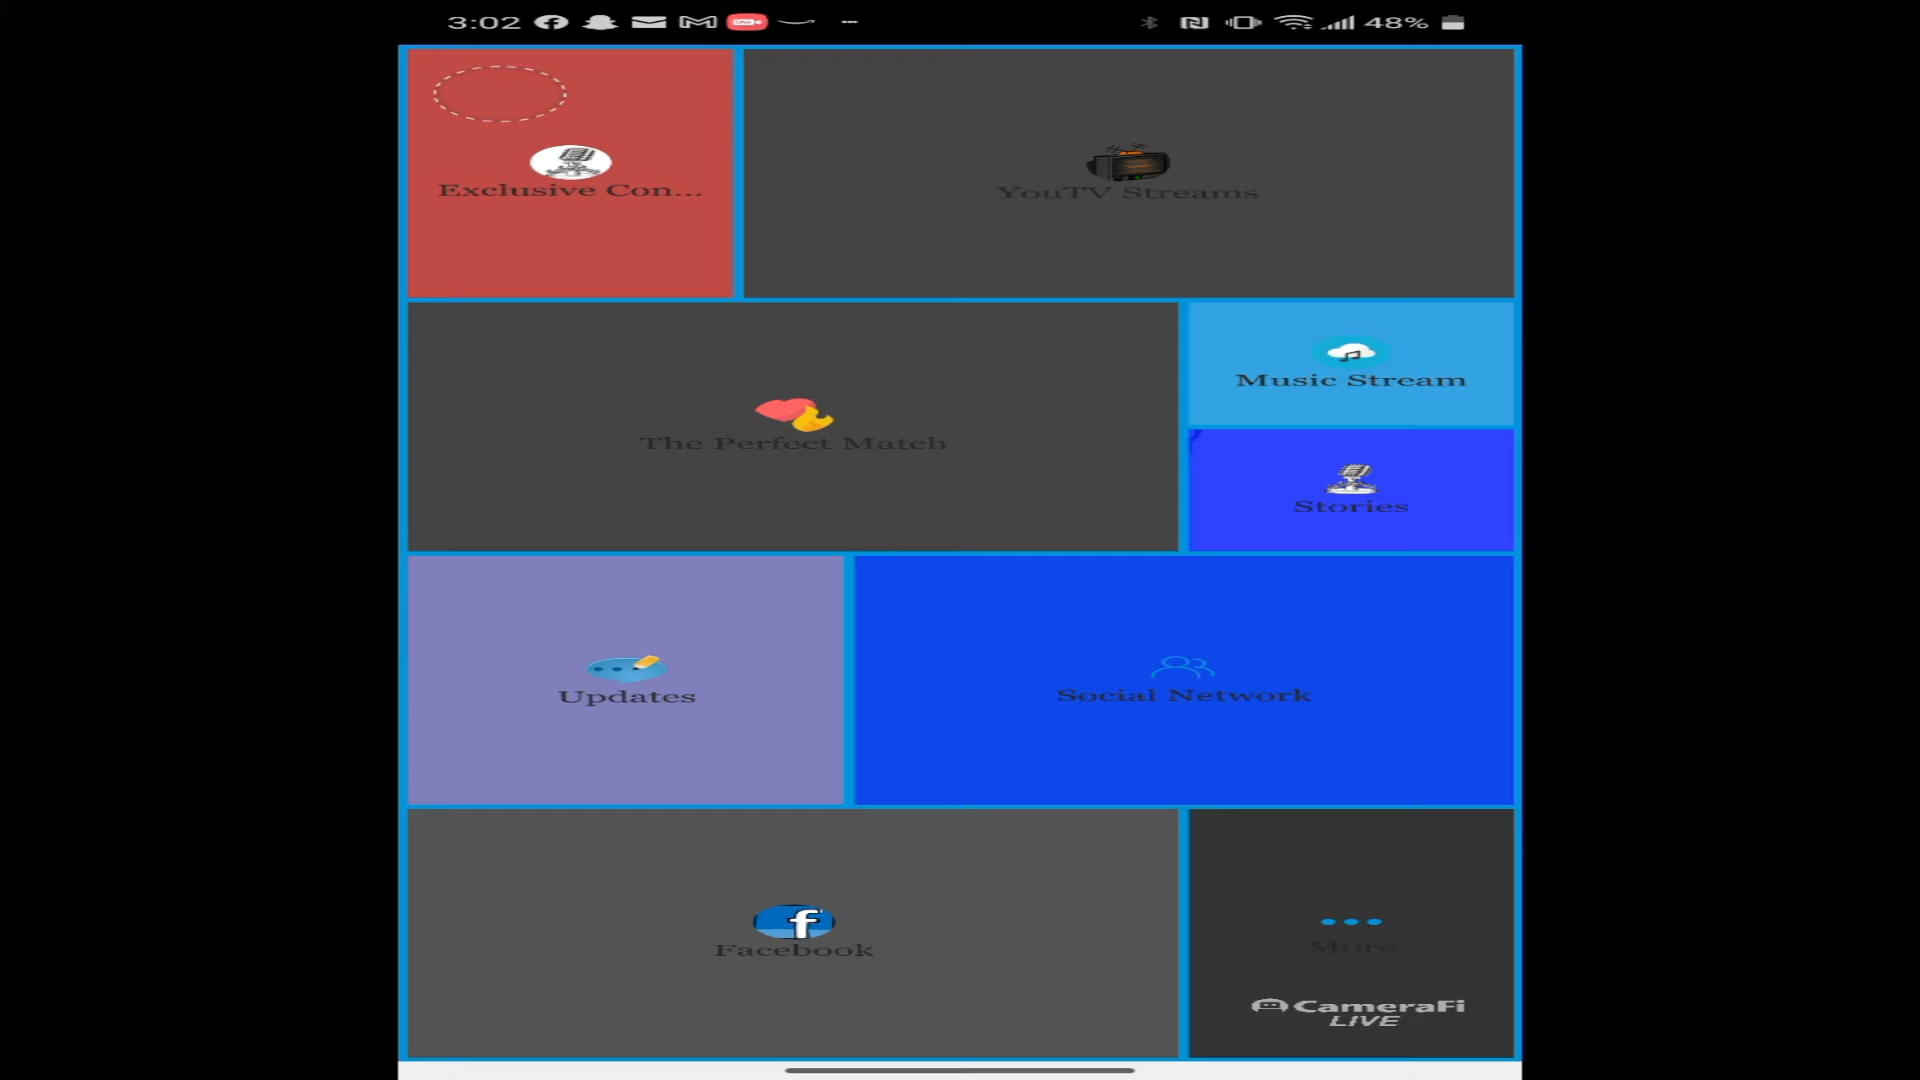 3:02
48%
Exclusive Con...
YouTV Streams
The Perfect Match
Music Stream
Stories
Updates
Social Network
Facebook
More
CameraFi
LIVE